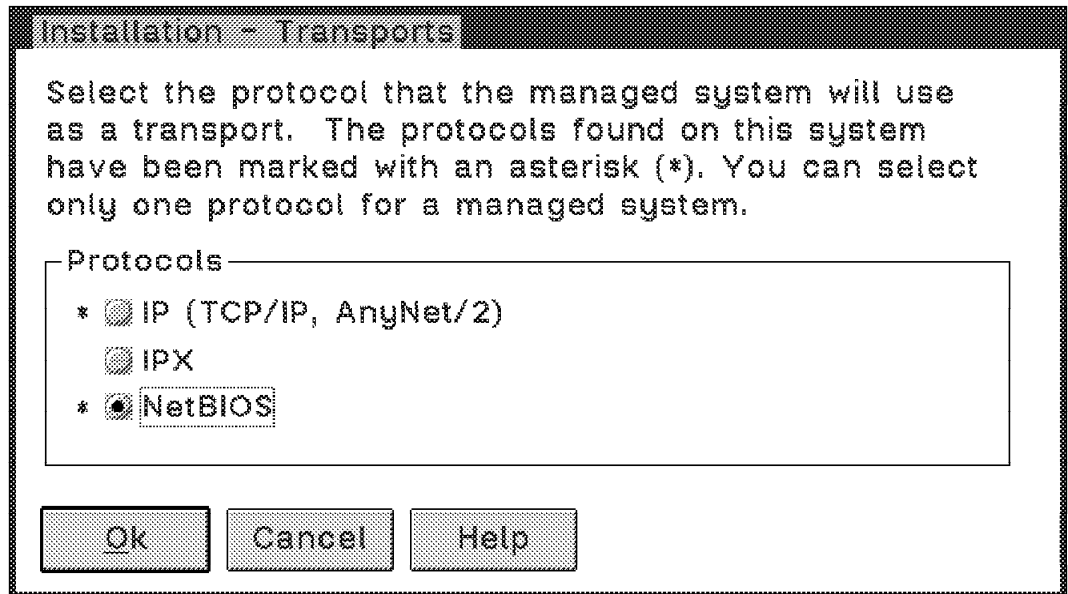 Installation - Transports
Select the protocol that the managed system will use
as a transport.  The protocols found on this system
have been marked with an asterisk (*). You can select
only one protocol for a managed system.
Protocols
* IP (TCP/IP, AnyNet/2)
IPX
* NetBIOS
Ok Cancel Help